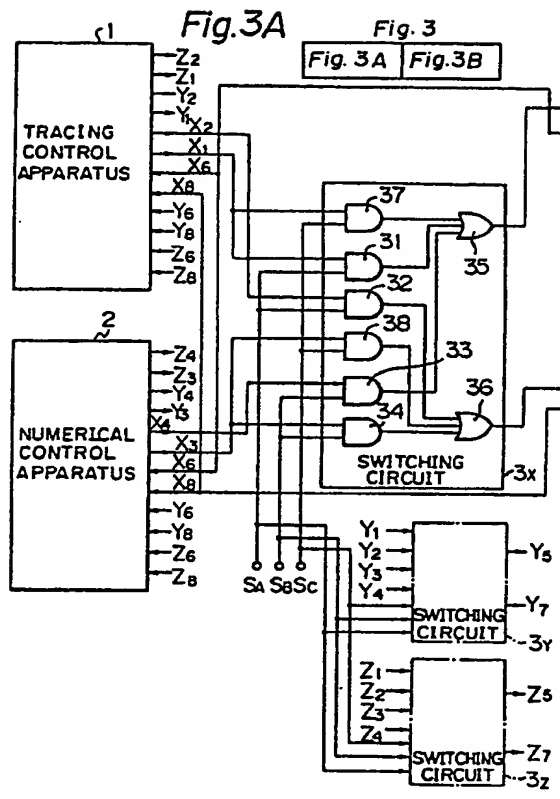 Fig.3A
Fig. 3
Fig. 3A Fig. 3B
1
TRACING
CONTROL
APPARATUS
Z2
Z1
Y2
Y1
X2
X1
X6
X8
Y6
Y8
Z6
Z8
2
NUMERICAL
CONTROL
APPARATUS
Z4
Z3
Y4
Y3
X4
X3
X6
X8
Y6
Y8
Z6
Z8
37
31
32
38
33
34
35
36
SWITCHING
CIRCUIT
3X
SA SB SC
Y1
Y2
Y3
Y4
Y5
Y7
SWITCHING
CIRCUIT
3Y
Z1
Z2
Z3
Z4
Z5
Z7
SWITCHING
CIRCUIT
3Z